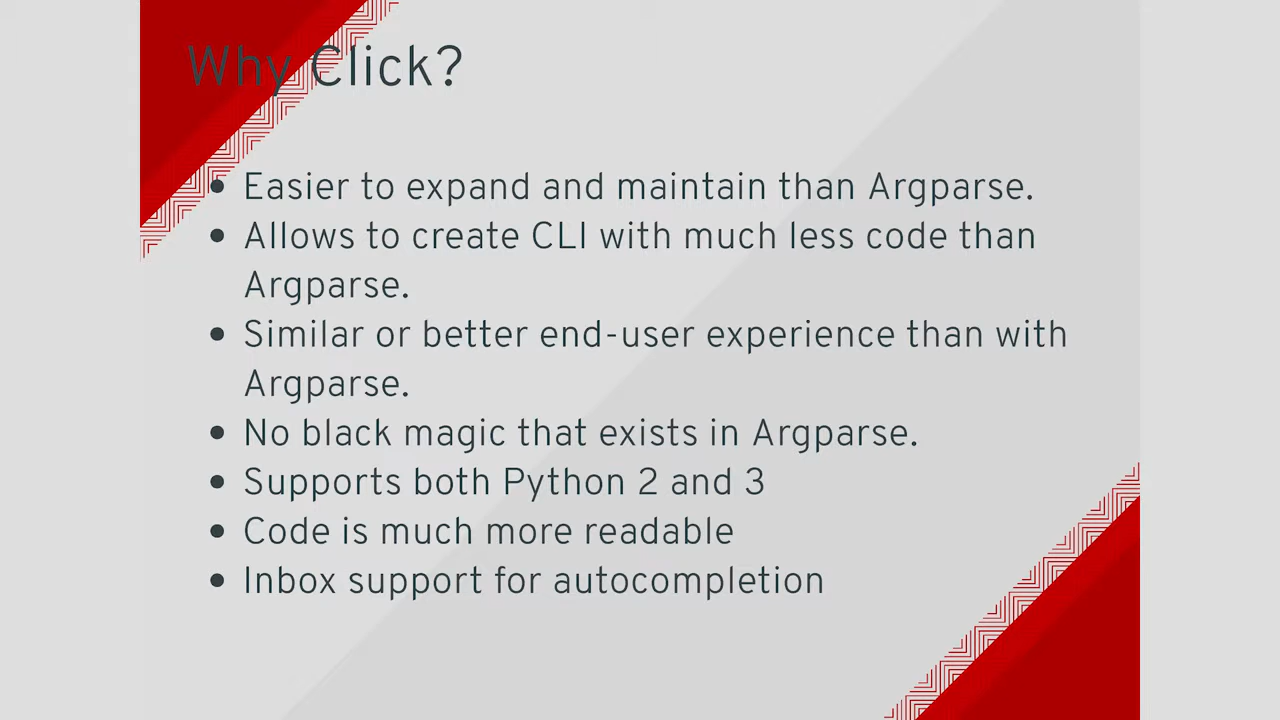 Why Click?
• Easier to expand and maintain than Argparse.
• Allows to create CLI with much less code than
Argparse.
• Similar or better end-user experience than with
Argparse.
• No black magic that exists in Argparse.
• Supports both Python 2 and 3
• Code is much more readable
• Inbox support for autocompletion